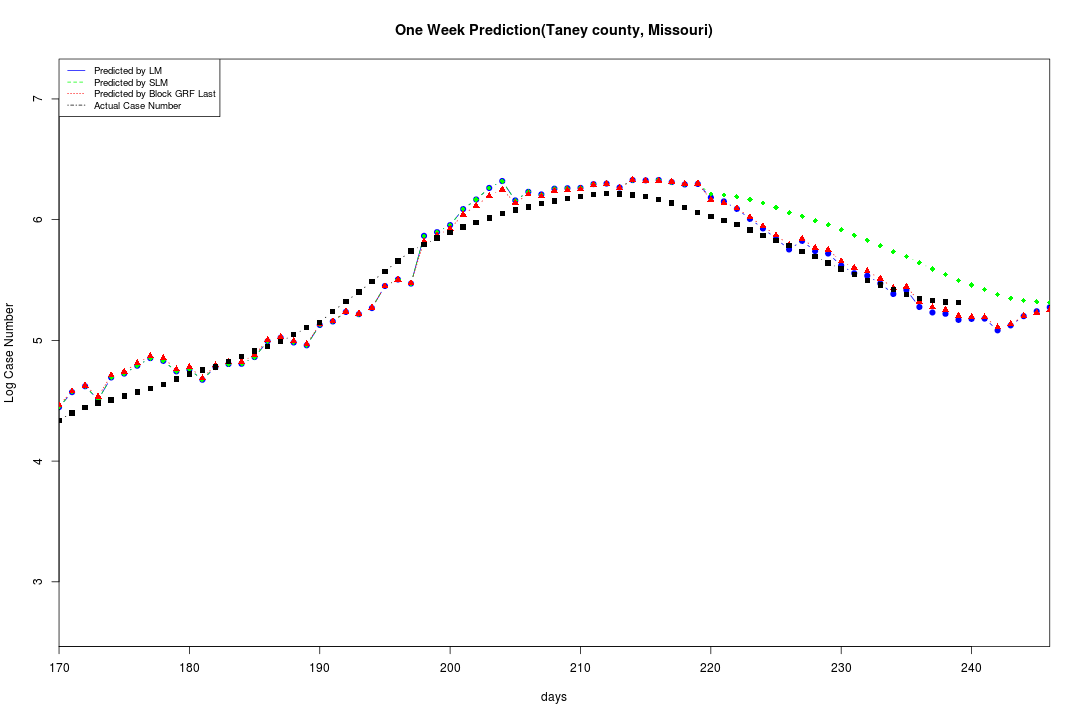 One Week Prediction(Taney county, Missouri)
Predicted by LM
Predicted by SLM
Predicted by Block GRF Last
Actual Case Number
7
6
5
4
3
Log Case Number
170 180 190 200 210 220 230 240
days